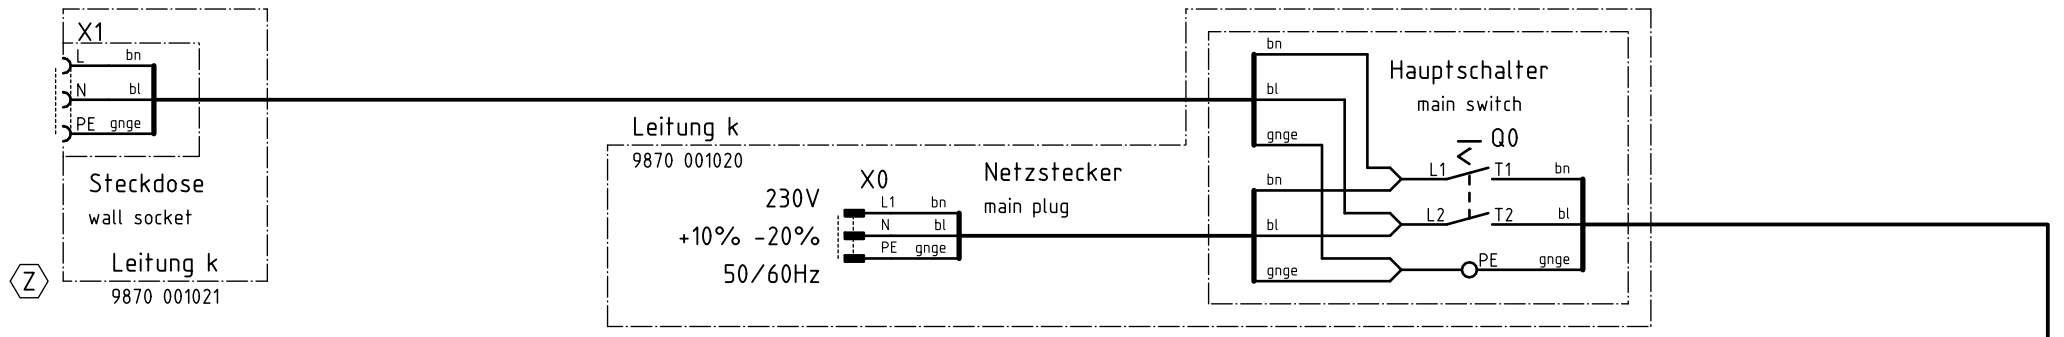 X1
L bn
N bl
PE gnge
Steckdose
wall socket
Leitung k
9870 001021
Z
Leitung k
9870 001020
230V
+10% -20%
50/60Hz
X0
L1 bn
N bl
PE gnge
Netzstecker
main plug
bn
bl
gnge
bn
bl
gnge
Hauptschalter
main switch
Q0
L1 T1 bn
L2 T2 bl
PE gnge